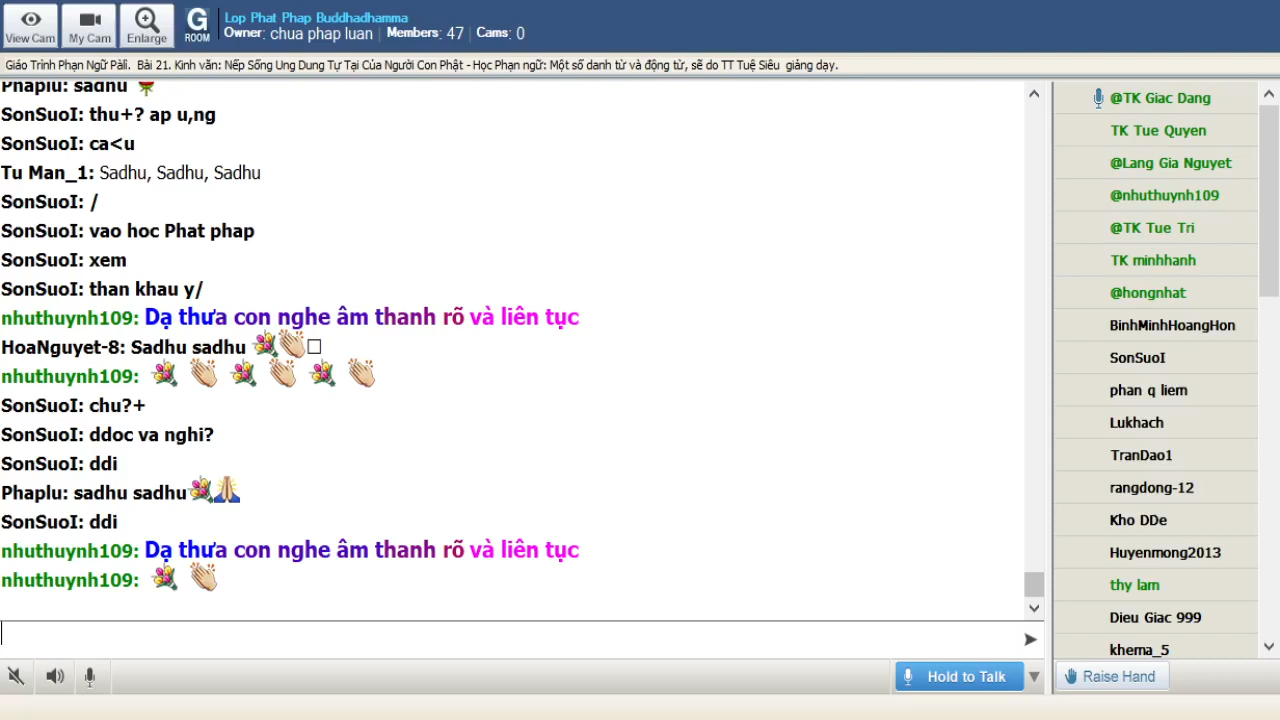 View Cam
My Cam
Enlarge
G
ROOM
Lop Phat Phap Buddhadhamma
Owner: chua phap luan | Members: 47 | Cams: 0
Giáo Trình Phạn Ngữ Pàli. Bài 21. Kinh văn: Nếp Sống Ung Dung Tự Tại Của Người Con Phật - Học Phạn ngữ: Một số danh từ và động từ, sẽ do TT Tuệ Siêu giảng dạy.
Phaplu: sadhu
SonSuoI: thu+? ap u,ng
SonSuoI: ca<u
Tu Man_1: Sadhu, Sadhu, Sadhu
SonSuoI: /
SonSuoI: vao hoc Phat phap
SonSuoI: xem
SonSuoI: than khau y/
nhuthuynh109: Dạ thưa con nghe âm thanh rõ và liên tục
HoaNguyet-8: Sadhu sadhu
nhuthuynh109:
SonSuoI: chu?+
SonSuoI: ddoc va nghi?
SonSuoI: ddi
Phaplu: sadhu sadhu
SonSuoI: ddi
nhuthuynh109: Dạ thưa con nghe âm thanh rõ và liên tục
nhuthuynh109:
Hold to Talk
@TK Giac Dang
TK Tue Quyen
@Lang Gia Nguyet
@nhuthuynh109
@TK Tue Tri
TK minhhanh
@hongnhat
BinhMinhHoangHon
SonSuoI
phan q liem
Lukhach
TranDao1
rangdong-12
Kho DDe
Huyenmong2013
thy lam
Dieu Giac 999
khema_5
Raise Hand